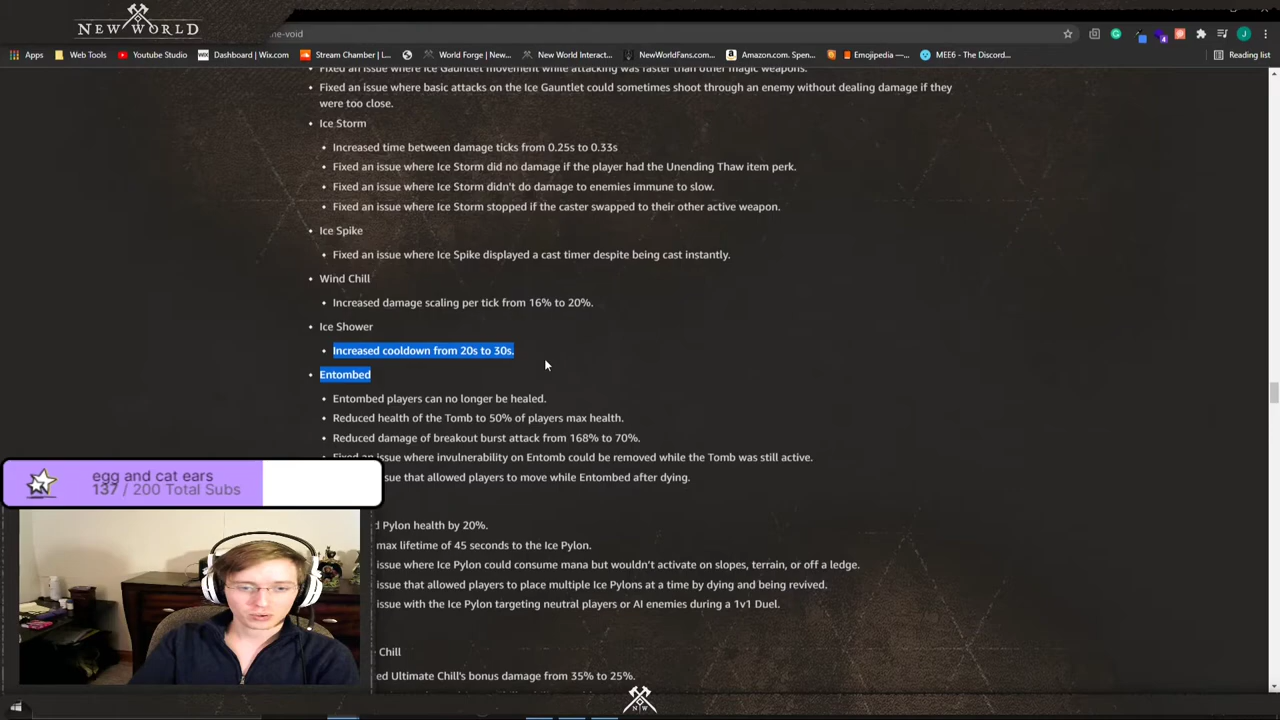 NEW WORLD
ne-void
Reading list
Apps
Web Tools
Youtube Studio
Dashboard | Wix.com
Stream Chamber |...
World Forge | New...
New World Interact...
NewWorldFans.com...
Amazon.com. Spen...
Emojipedia —...
MEE6 - The Discord...
• Fixed an issue where Ice Gauntlet movement while attacking was faster than other magic weapons.
• Fixed an issue where basic attacks on the Ice Gauntlet could sometimes shoot through an enemy without dealing damage if they
were too close.
• Ice Storm
• Increased time between damage ticks from 0.25s to 0.33s
• Fixed an issue where Ice Storm did no damage if the player had the Unending Thaw item perk.
• Fixed an issue where Ice Storm didn't do damage to enemies immune to slow.
• Fixed an issue where Ice Storm stopped if the caster swapped to their other active weapon.
• Ice Spike
• Fixed an issue where Ice Spike displayed a cast timer despite being cast instantly.
• Wind Chill
• Increased damage scaling per tick from 16% to 20%.
• Ice Shower
• Increased cooldown from 20s to 30s.
• Entombed
• Entombed players can no longer be healed.
• Reduced health of the Tomb to 50% of players max health.
• Reduced damage of breakout burst attack from 168% to 70%.
Fixed an issue where invulnerability on Entomb could be removed while the Tomb was still active.
sue that allowed players to move while Entombed after dying.
egg and cat ears
137 / 200 Total Subs
d Pylon health by 20%.
max lifetime of 45 seconds to the Ice Pylon.
issue where Ice Pylon could consume mana but wouldn't activate on slopes, terrain, or off a ledge.
issue that allowed players to place multiple Ice Pylons at a time by dying and being revived.
issue with the Ice Pylon targeting neutral players or AI enemies during a 1v1 Duel.
Chill
ed Ultimate Chill's bonus damage from 35% to 25%.
NW